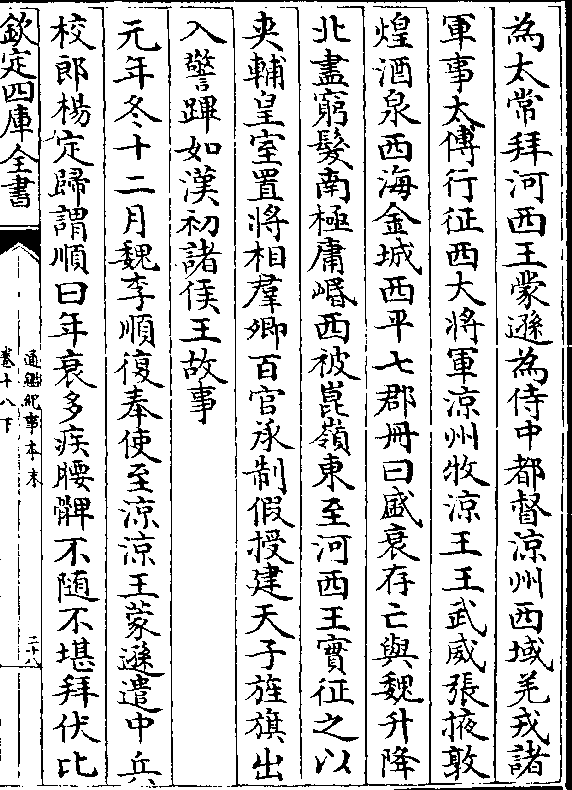 為太常拜河西王蒙遜為侍中都督涼州西域羌戎諸
軍事太傅行征西大將軍涼州牧涼王王武威張掖敦
煌酒泉西海金城西平七郡冊曰盛衰存亡與魏升降
北盡窮髮南極庸㟭西被崑嶺東至河西王實征之以
夾輔皇室置將相羣卿百官承制假授建天子旌旗出
入警蹕如漢初諸侯王故事
元年冬十二月魏李順復奉使至涼涼王蒙遜遣中兵
校郎楊定歸謂順曰年衰多疾腰髀不随不堪拜伏比
欽定四庫全書
通鑑紀事本末
卷十八下
二十八